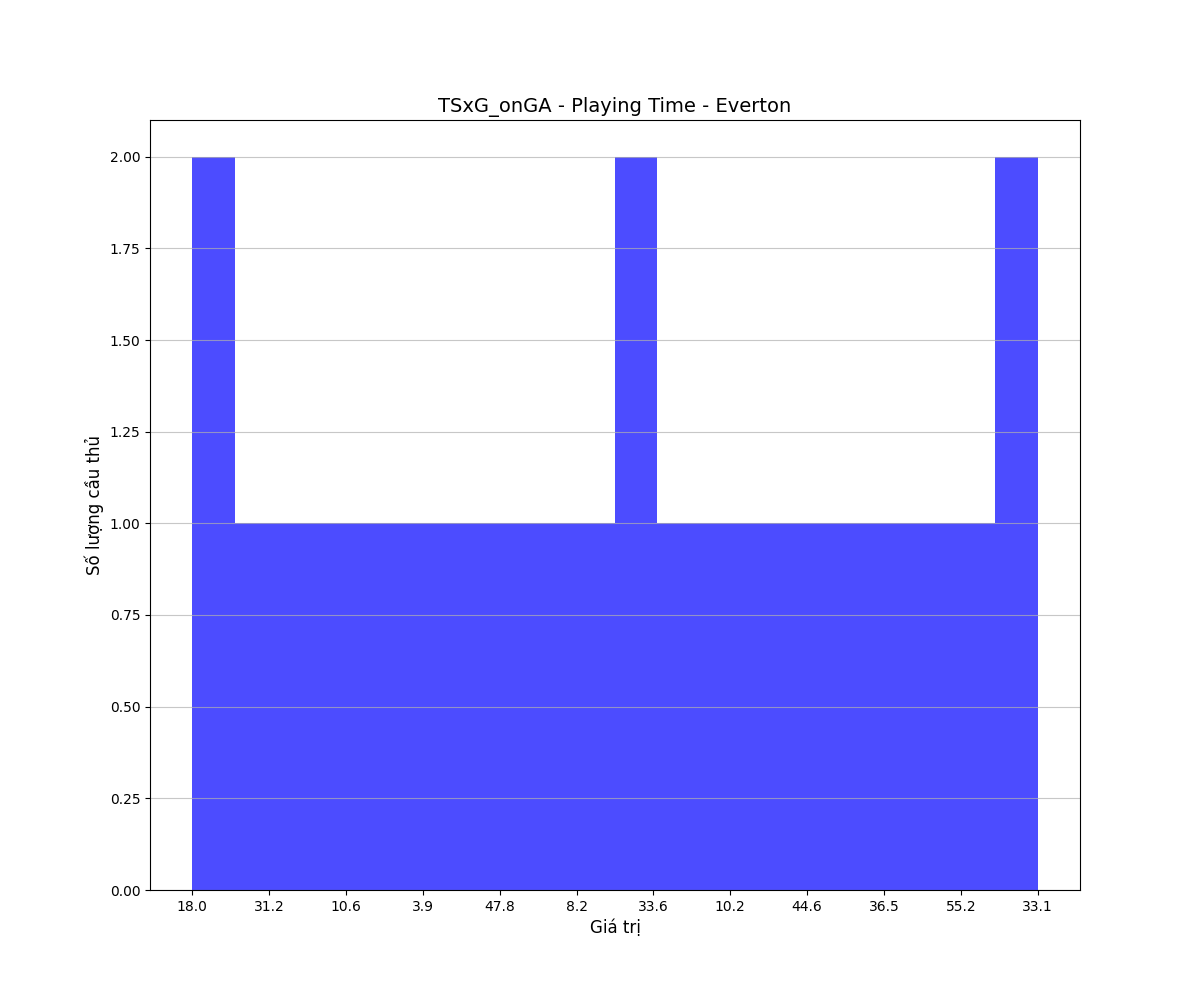 TSxG_onGA - Playing Time - Everton
Số lượng cầu thủ
2.00
1.75
1.50
1.25
1.00
0.75
0.50
0.25
0.00
18.0 31.2 10.6 3.9 47.8 8.2 33.6 10.2 44.6 36.5 55.2 33.1
Giá trị